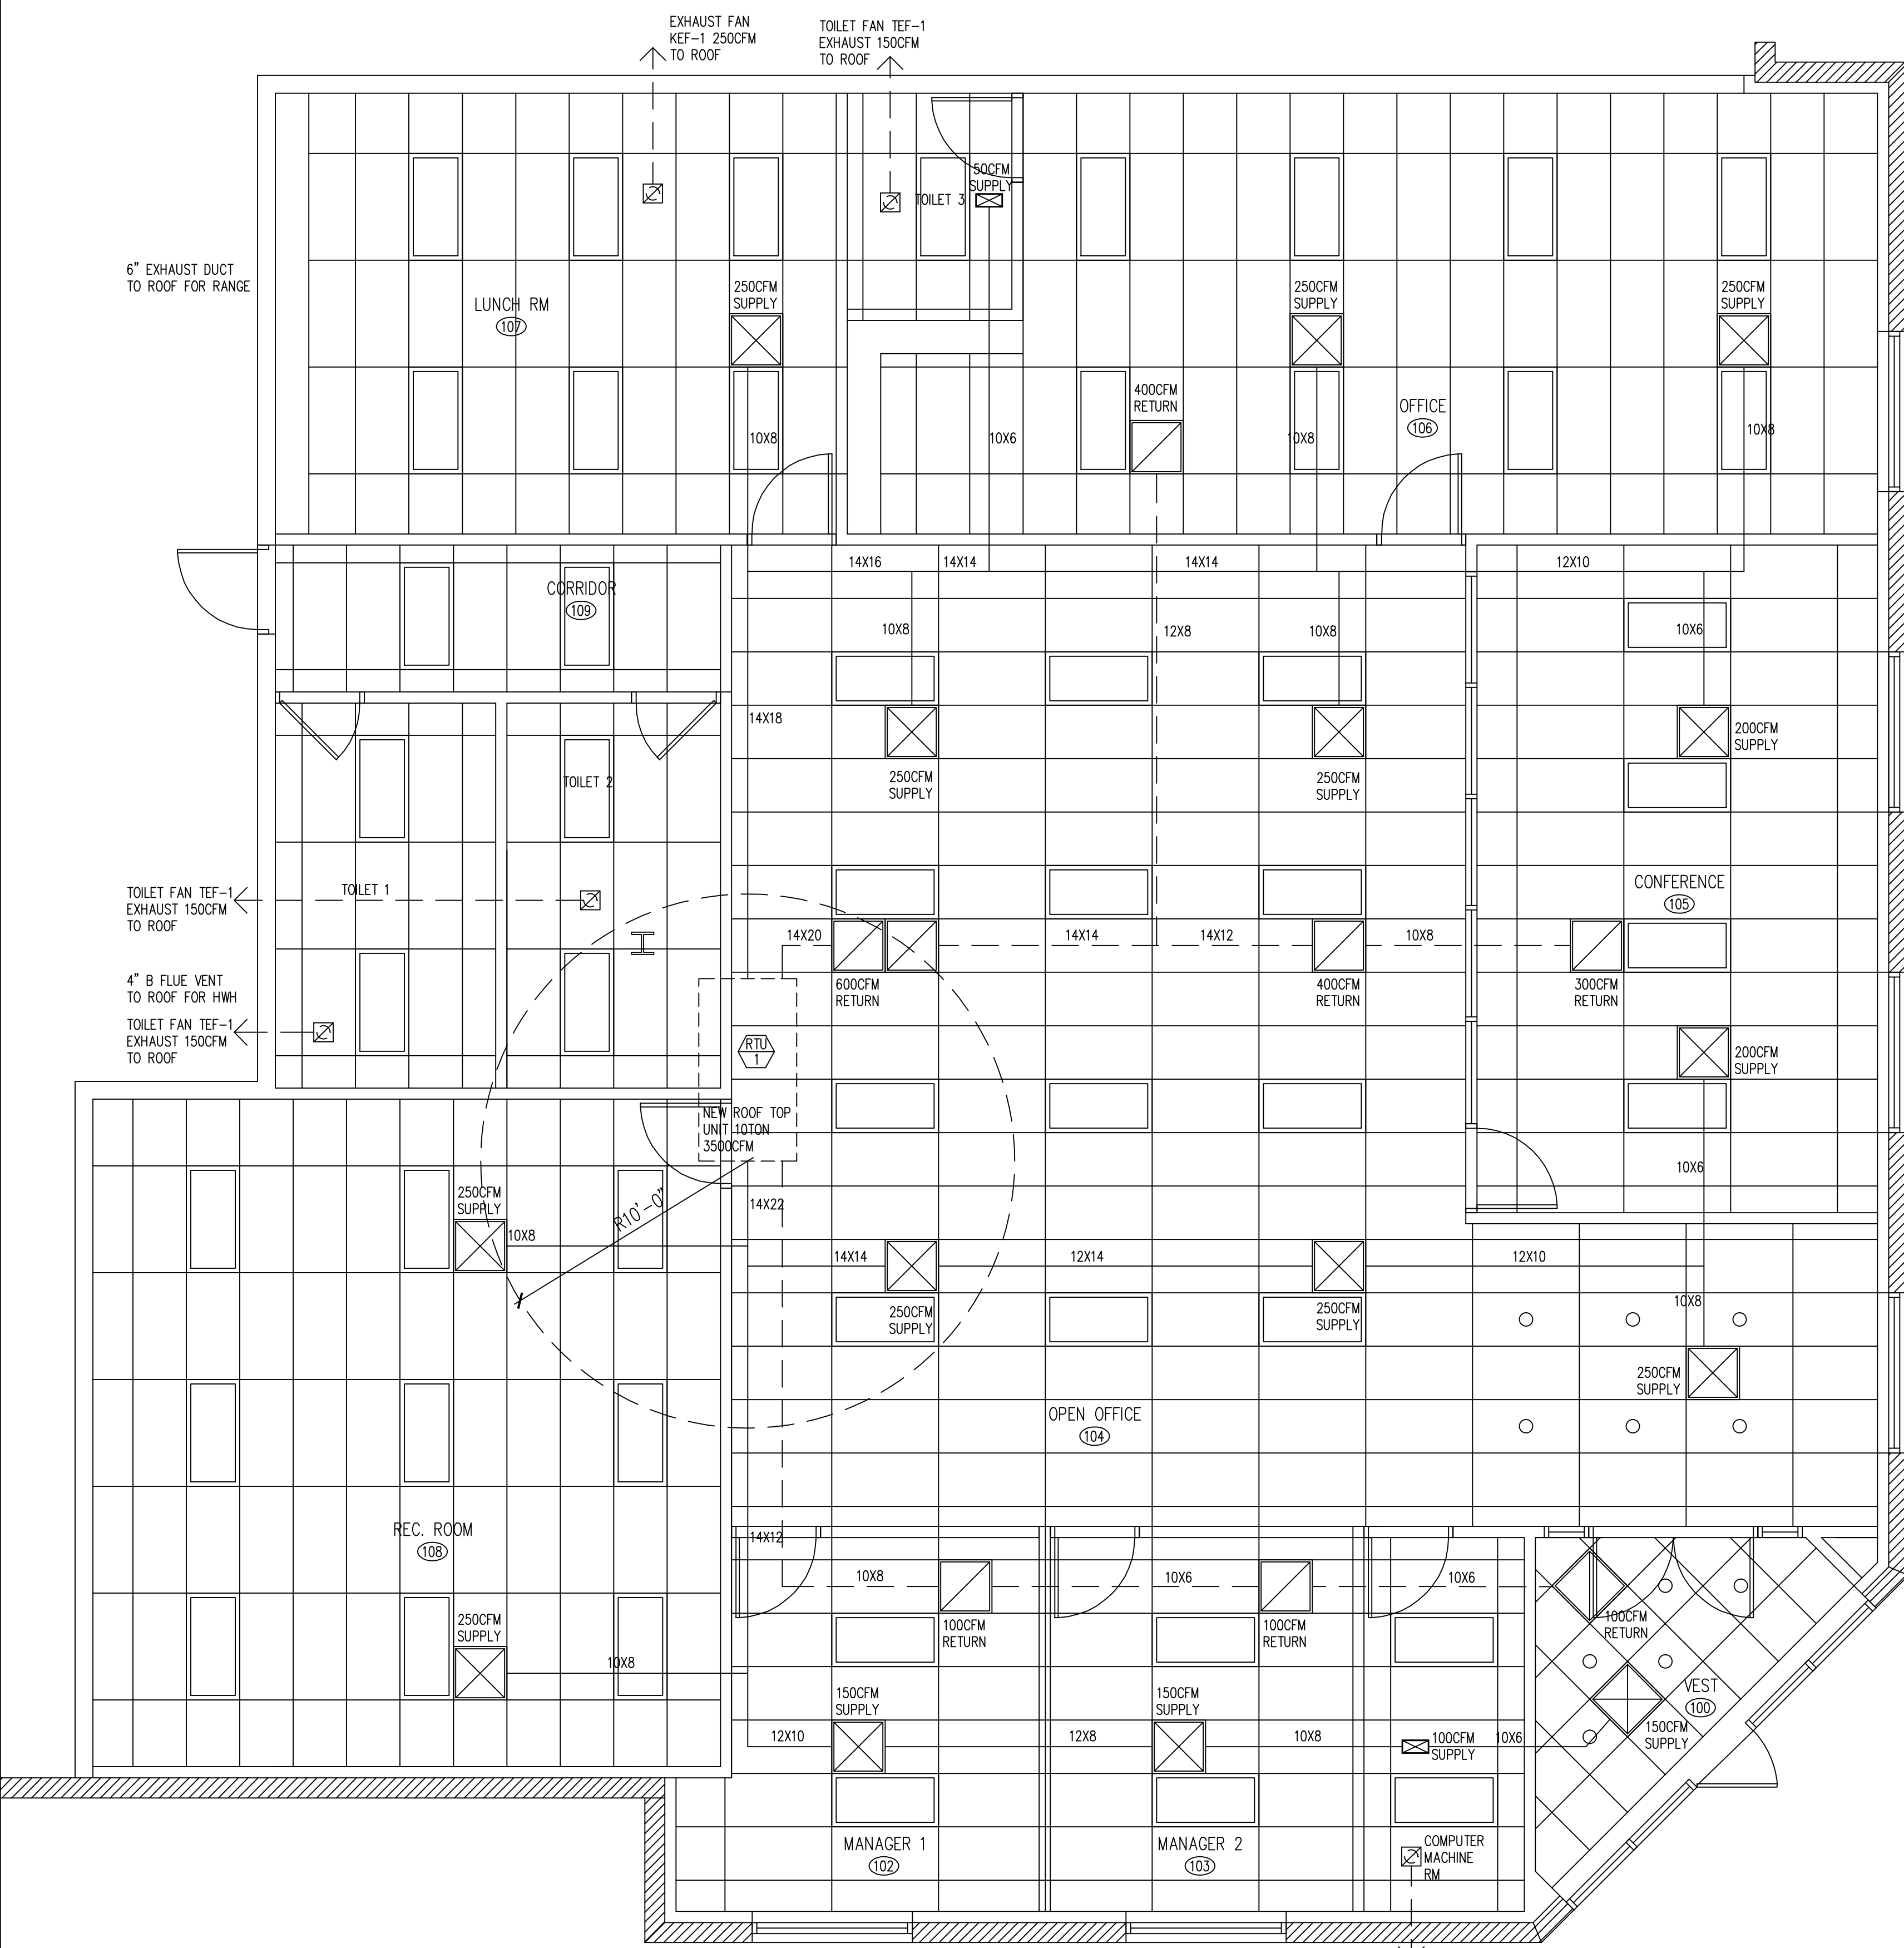 EXHAUST FAN
KEF-1 250CFM
TO ROOF
TOILET FAN TEF-1
EXHAUST 150CFM
TO ROOF
50CFM
SUPPLY
TOILET 3
6" EXHAUST DUCT
TO ROOF FOR RANGE
LUNCH RM
107
250CFM
SUPPLY
250CFM
SUPPLY
250CFM
SUPPLY
400CFM
RETURN
OFFICE
106
10X8
10X6
10X8
10X8
14X16
14X14
14X14
12X10
CORRIDOR
109
10X8
12X8
10X8
10X6
14X18
200CFM
SUPPLY
TOILET 2
250CFM
SUPPLY
250CFM
SUPPLY
TOILET FAN TEF-1
EXHAUST 150CFM
TO ROOF
TOILET 1
CONFERENCE
105
14X20
14X14
14X12
10X8
4" B FLUE VENT
TO ROOF FOR HWH
600CFM
RETURN
400CFM
RETURN
300CFM
RETURN
TOILET FAN TEF-1
EXHAUST 150CFM
TO ROOF
RTU
1
200CFM
SUPPLY
NEW ROOF TOP
UNIT 10TON
3500CFM
10X6
250CFM
SUPPLY
R10'-0"
14X22
10X8
14X14
12X14
12X10
250CFM
SUPPLY
250CFM
SUPPLY
10X8
250CFM
SUPPLY
OPEN OFFICE
104
REC. ROOM
108
14X12
10X8
10X6
10X6
250CFM
SUPPLY
100CFM
RETURN
100CFM
RETURN
100CFM
RETURN
10X8
150CFM
SUPPLY
150CFM
SUPPLY
VEST
100
12X10
12X8
10X8
100CFM
SUPPLY
10X6
150CFM
SUPPLY
MANAGER 1
102
MANAGER 2
103
COMPUTER
MACHINE
RM